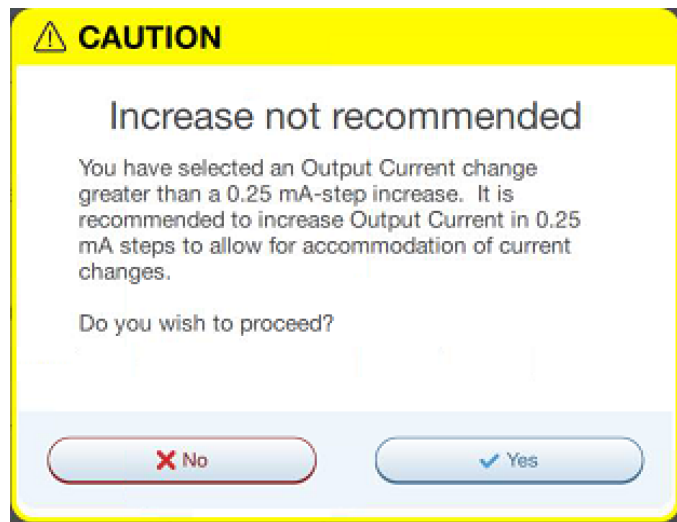 CAUTION
Increase not recommended
You have selected an Output Current change
greater than a 0.25 mA-step increase.  It is
recommended to increase Output Current in 0.25
mA steps to allow for accommodation of current
changes.
Do you wish to proceed?
No
Yes